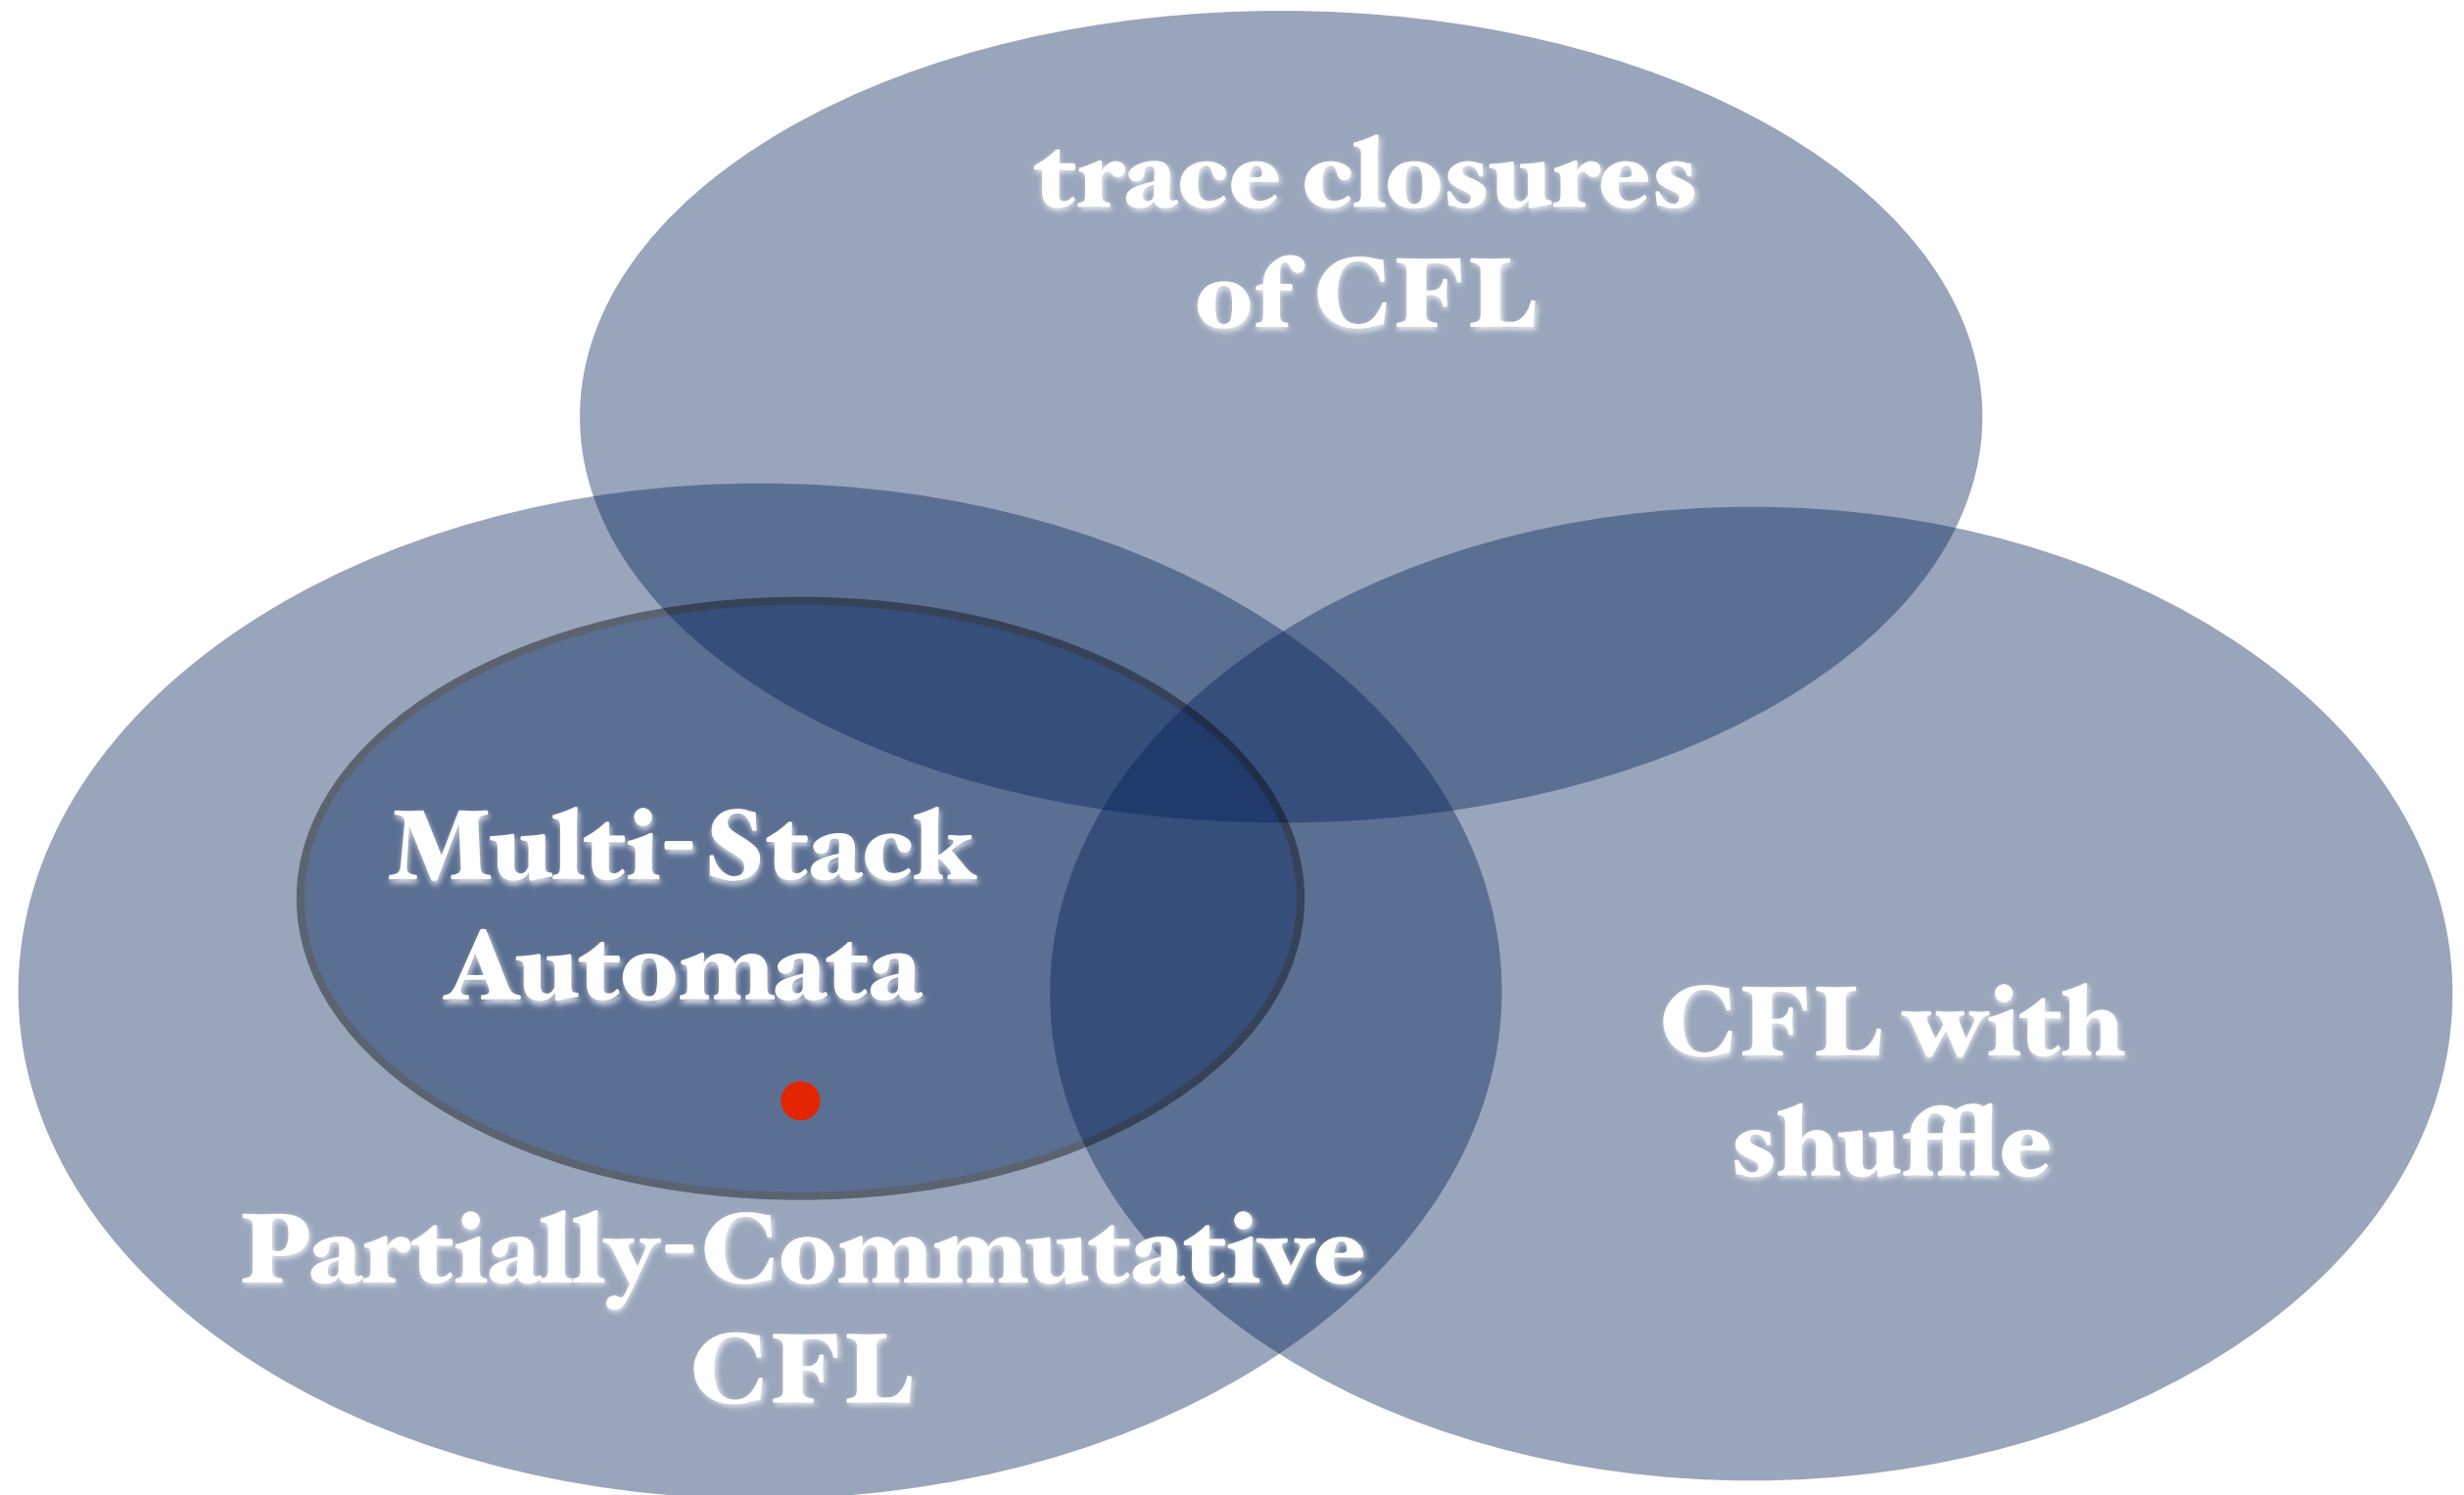 trace closures
of CFL
Multi-Stack
Automata
CFL with
shuffle
Partially-Commutative
CFL